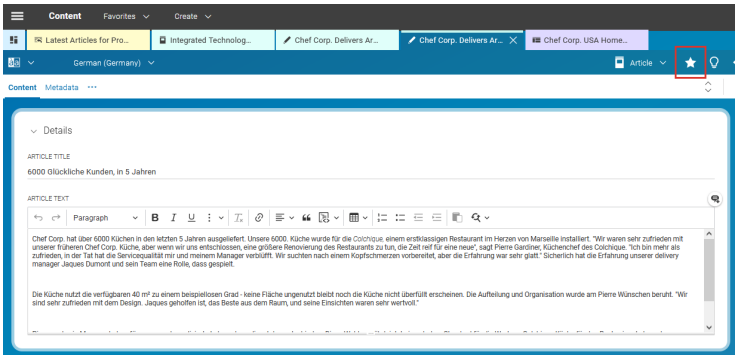 Content Favorites Create
Latest Articles for Pro... Integrated Technolog... Chef Corp. Delivers Ar... Chef Corp. Delivers Ar... Chef Corp. USA Home...
German (Germany) Article
Content Metadata
Details
ARTICLE TITLE
6000 Glückliche Kunden, in 5 Jahren
ARTICLE TEXT
Paragraph B I U
Chef Corp. hat über 6000 Küchen in den letzten 5 Jahren ausgeliefert. Unsere 6000. Küche wurde für die Colchique, einem erstklassigen Restaurant im Herzen von Marseille installiert. "Wir waren sehr zufrieden mit
unserer früheren Chef Corp. Küche, aber wenn wir uns entschlossen, eine größere Renovierung des Restaurants zu tun, die Zeit reif für eine neue", sagt Pierre Gardiner, Küchenchef des Colchique. "Ich bin mehr als
zufrieden, in der Tat hat die Servicequalität mir und meinem Manager verblüfft. Wir suchten nach einem Kopfschmerzen vorbereitet, aber die Erfahrung war sehr glatt." Sicherlich hat die Erfahrung unserer delivery
manager Jaques Dumont und sein Team eine Rolle, dass gespielt.
Die Küche nutzt die verfügbaren 40 m² zu einem beispiellosen Grad - keine Fläche ungenutzt bleibt noch die Küche nicht überfüllt erscheinen. Die Aufteilung und Organisation wurde am Pierre Wünschen beruht. "Wir
sind sehr zufrieden mit dem Design. Jaques geholfen ist, das Beste aus dem Raum, und seine Einsichten waren sehr wertvoll."